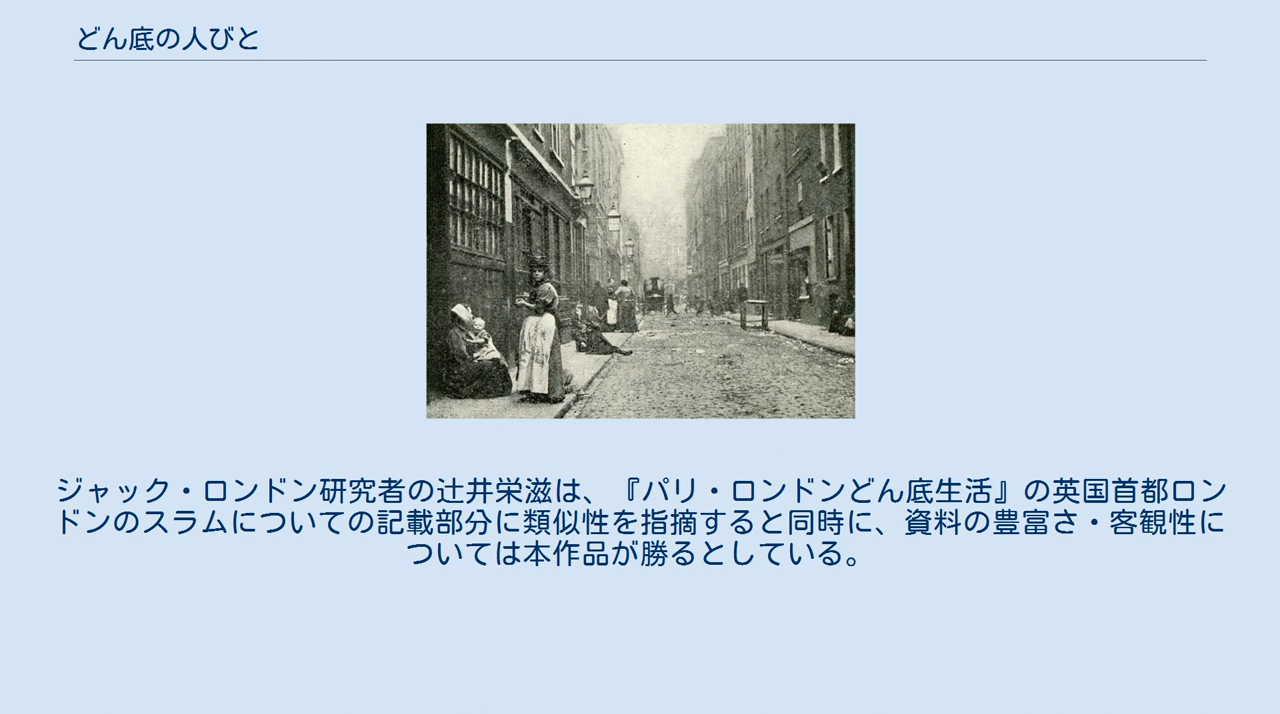 どん底の人びと
ジャック・ロンドン研究者の辻井栄滋は、『パリ・ロンドンどん底生活』の英国首都ロン
ドンのスラムについての記載部分に類似性を指摘すると同時に、資料の豊富さ・客観性に
ついては本作品が勝るとしている。